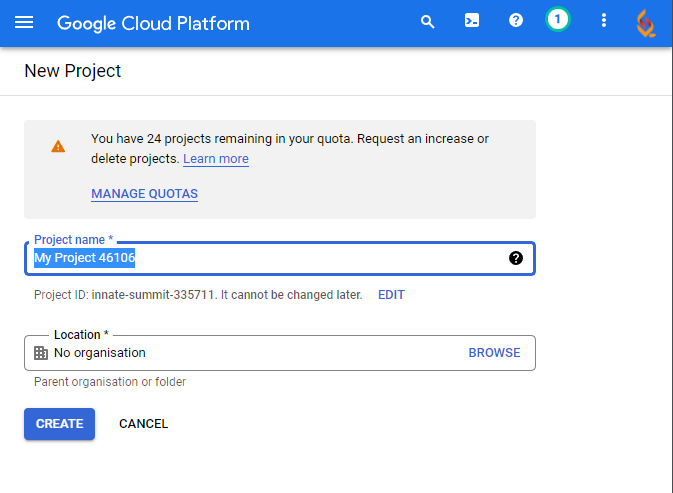 Google Cloud Platform
1
New Project
You have 24 projects remaining in your quota. Request an increase or
delete projects. Learn more
MANAGE QUOTAS
Project name *
My Project 46106
Project ID: innate-summit-335711. It cannot be changed later. EDIT
Location *
No organisation BROWSE
Parent organisation or folder
CREATE CANCEL